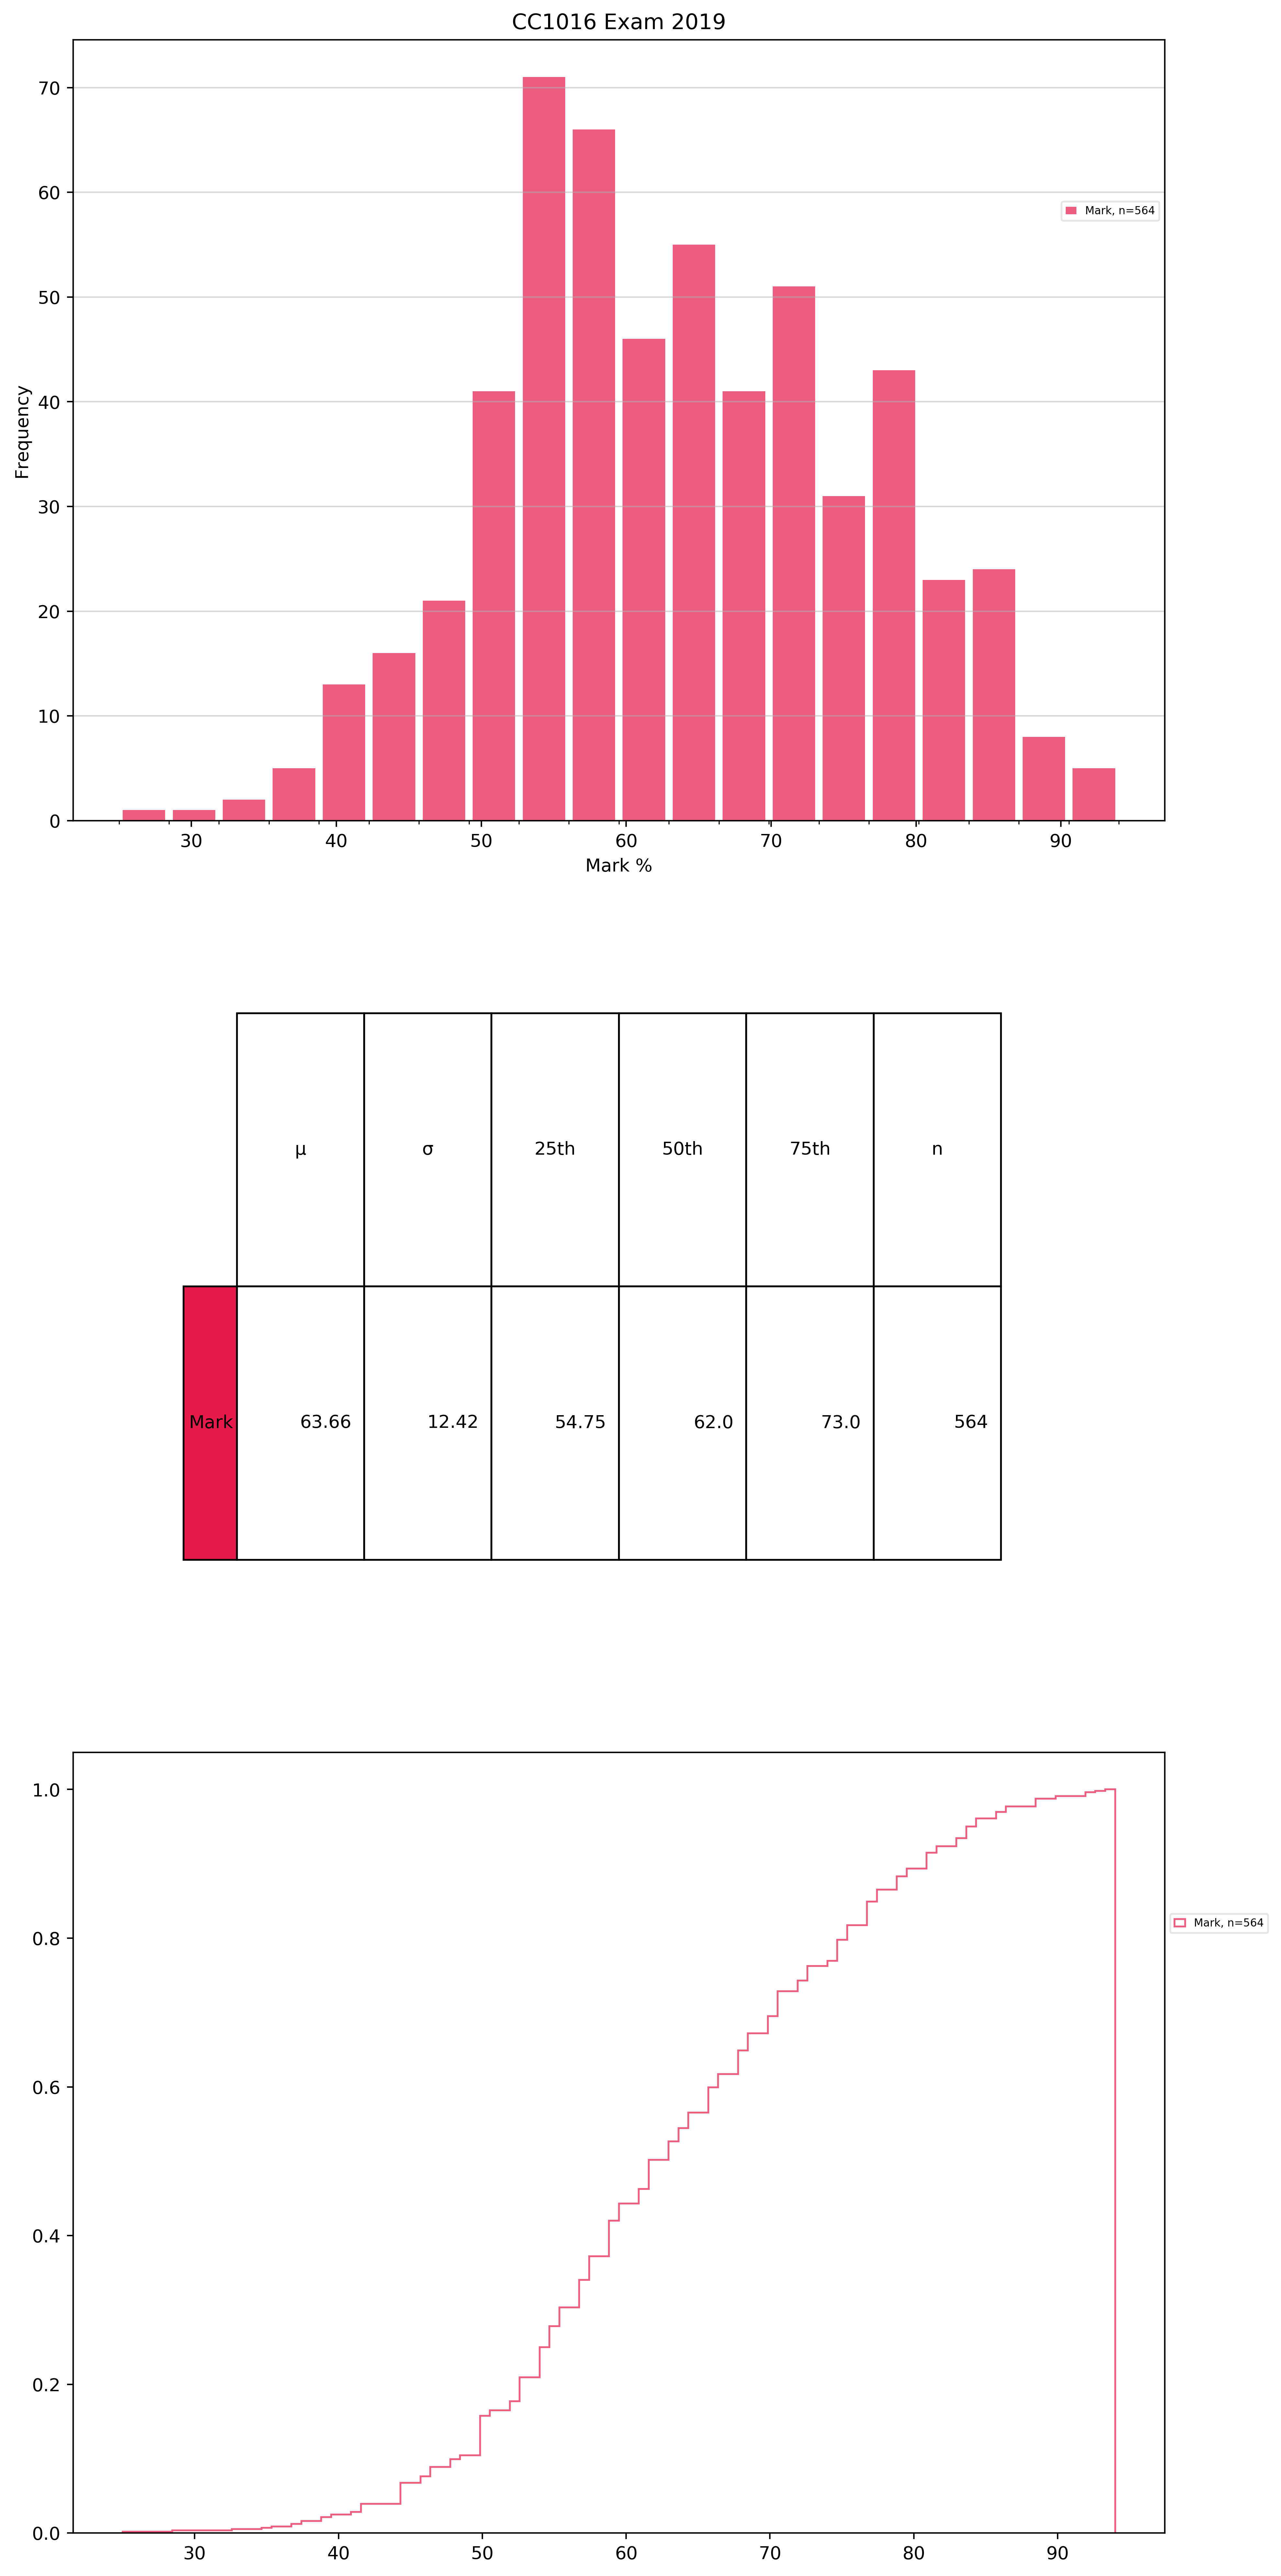 CC1016 Exam 2019
70
60
50
40
30
20
10
0
Frequency
Mark, n=564
30 40 50 60 70 80 90
Mark %
μ σ 25th 50th 75th n
Mark 63.66 12.42 54.75 62.0 73.0 564
1.0
0.8
0.6
0.4
0.2
0.0
Mark, n=564
30 40 50 60 70 80 90